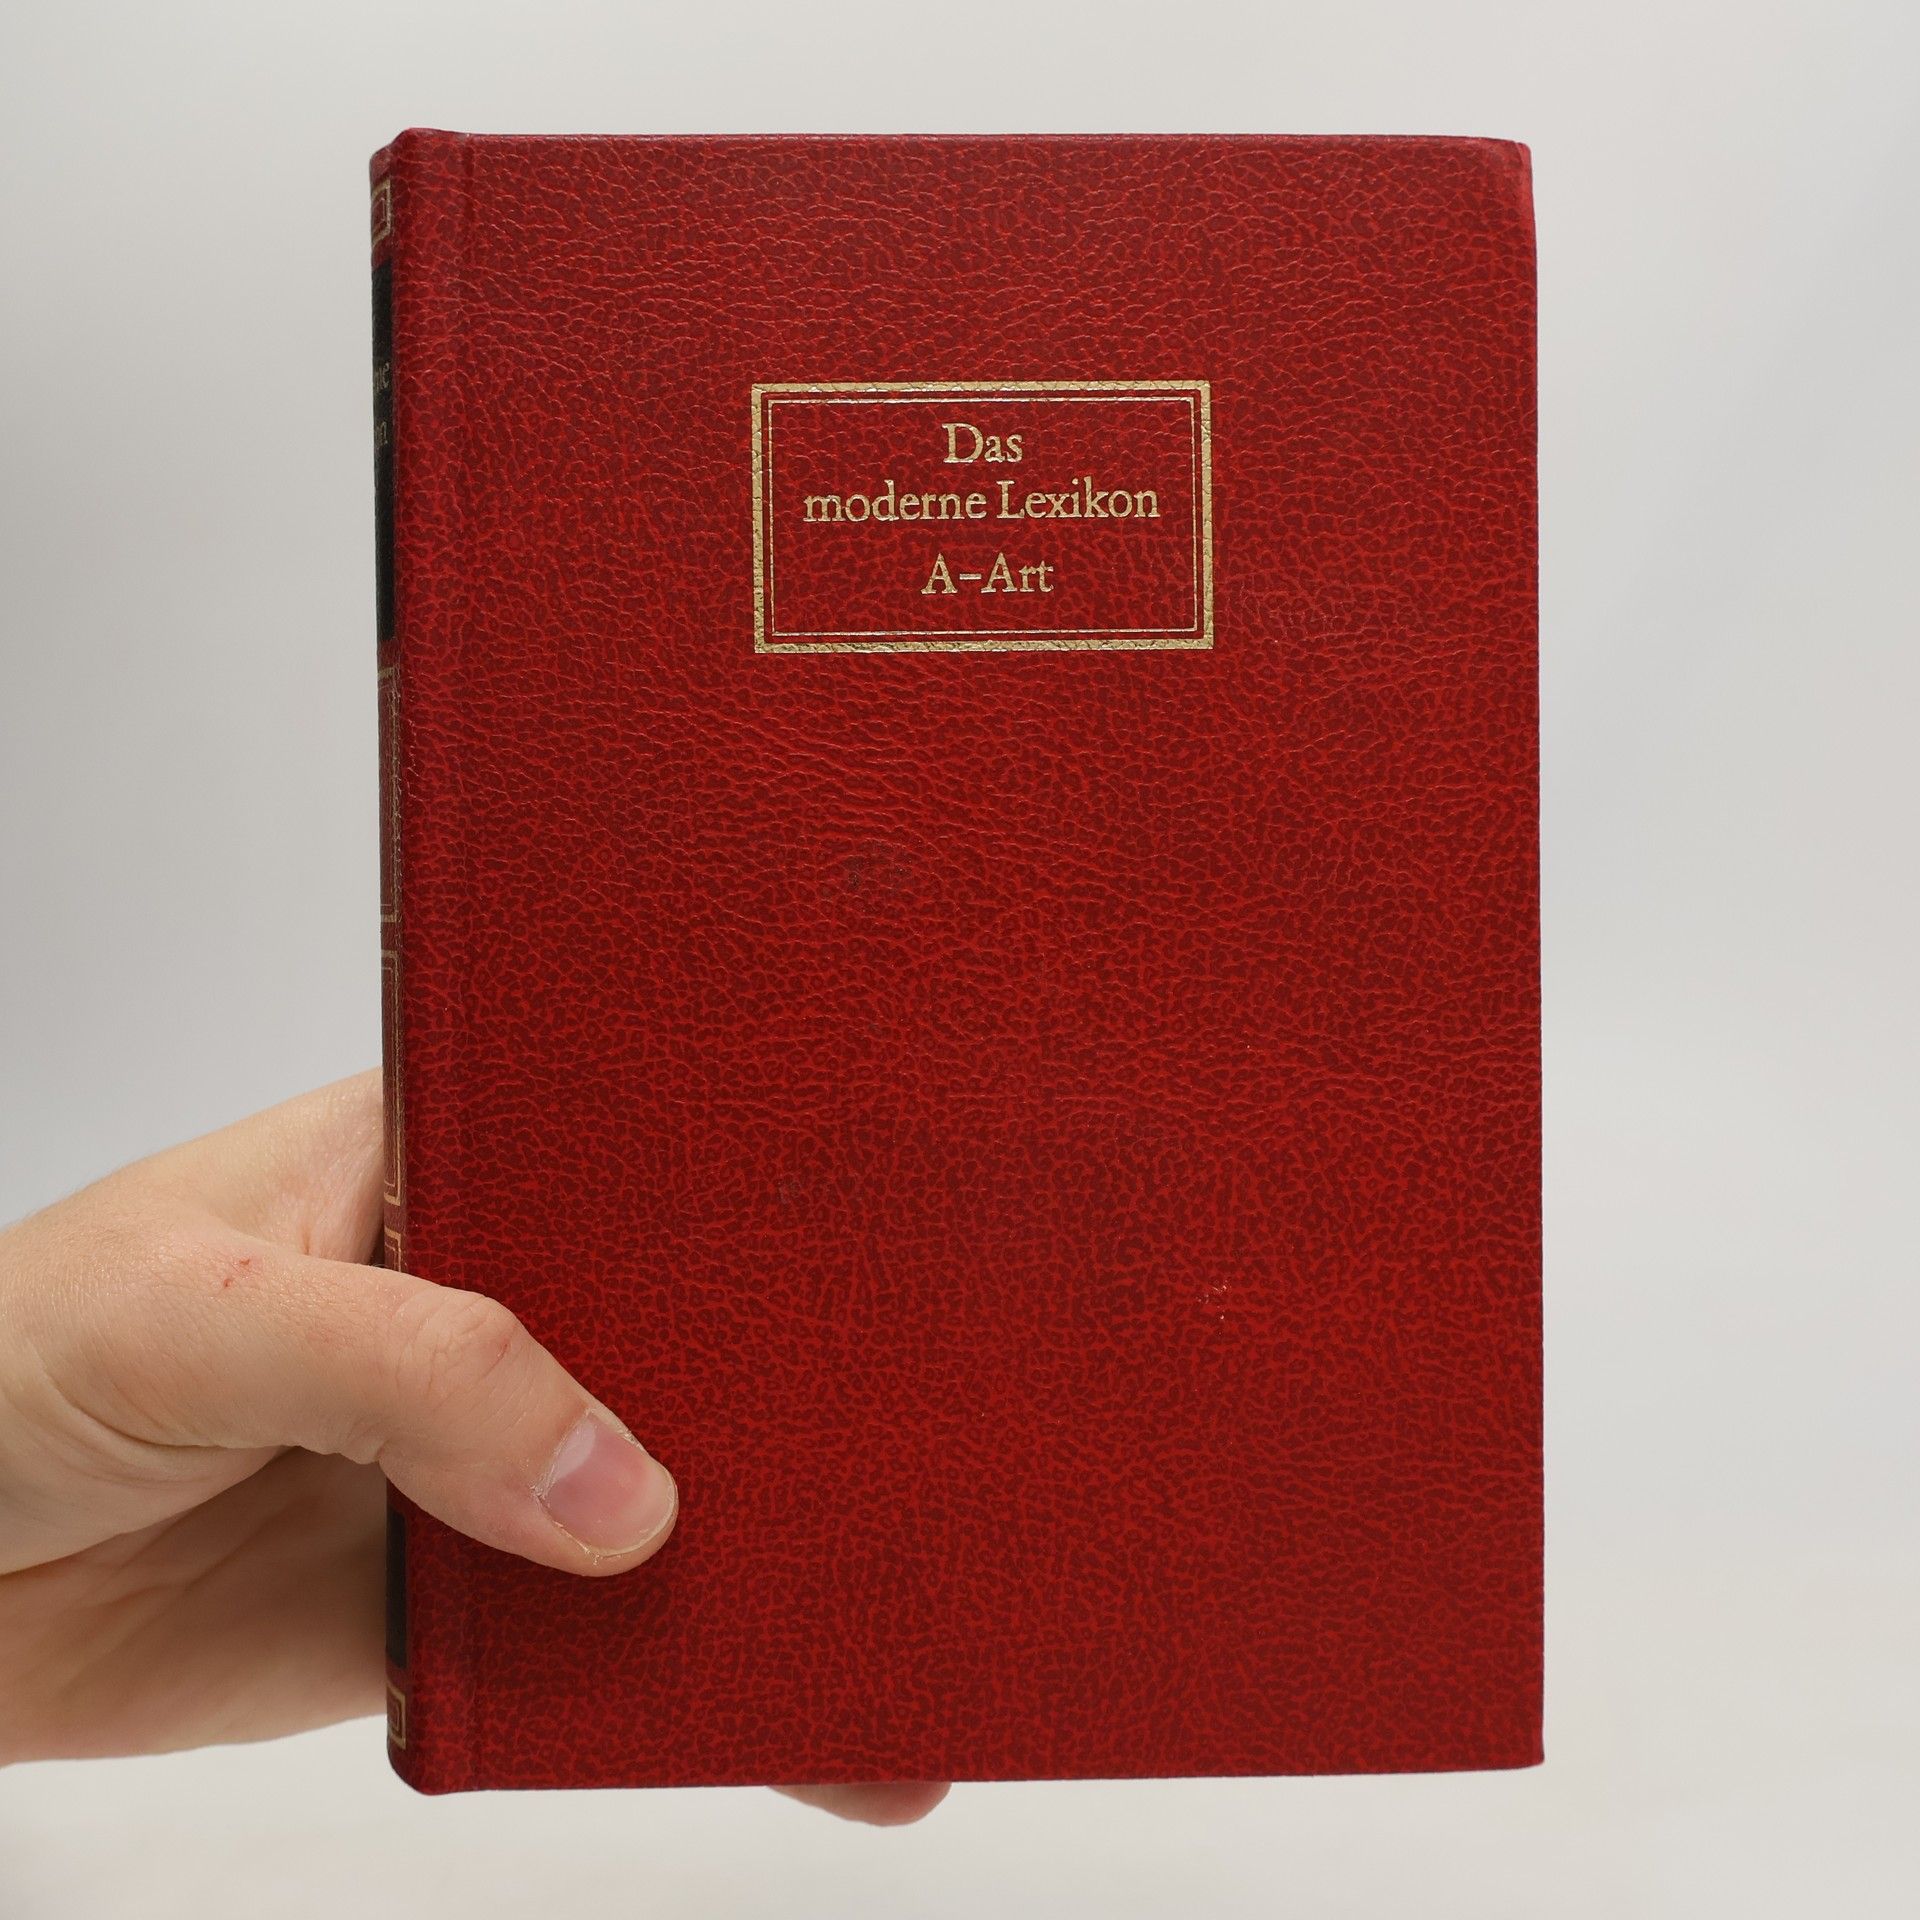 Das
moderne Lexikon
A–Art